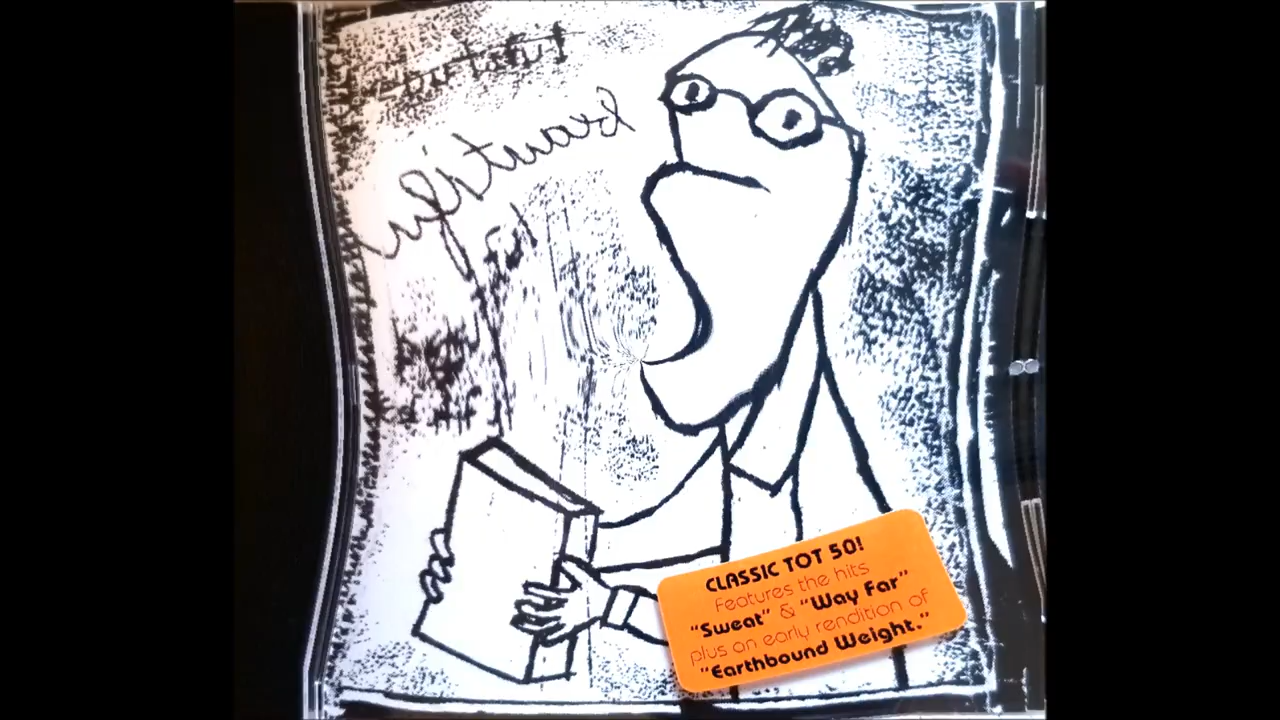 CLASSIC TOT 50!
Features the hits
"Sweat" & "Way Far"
plus an early rendition of
"Earthbound Weight."